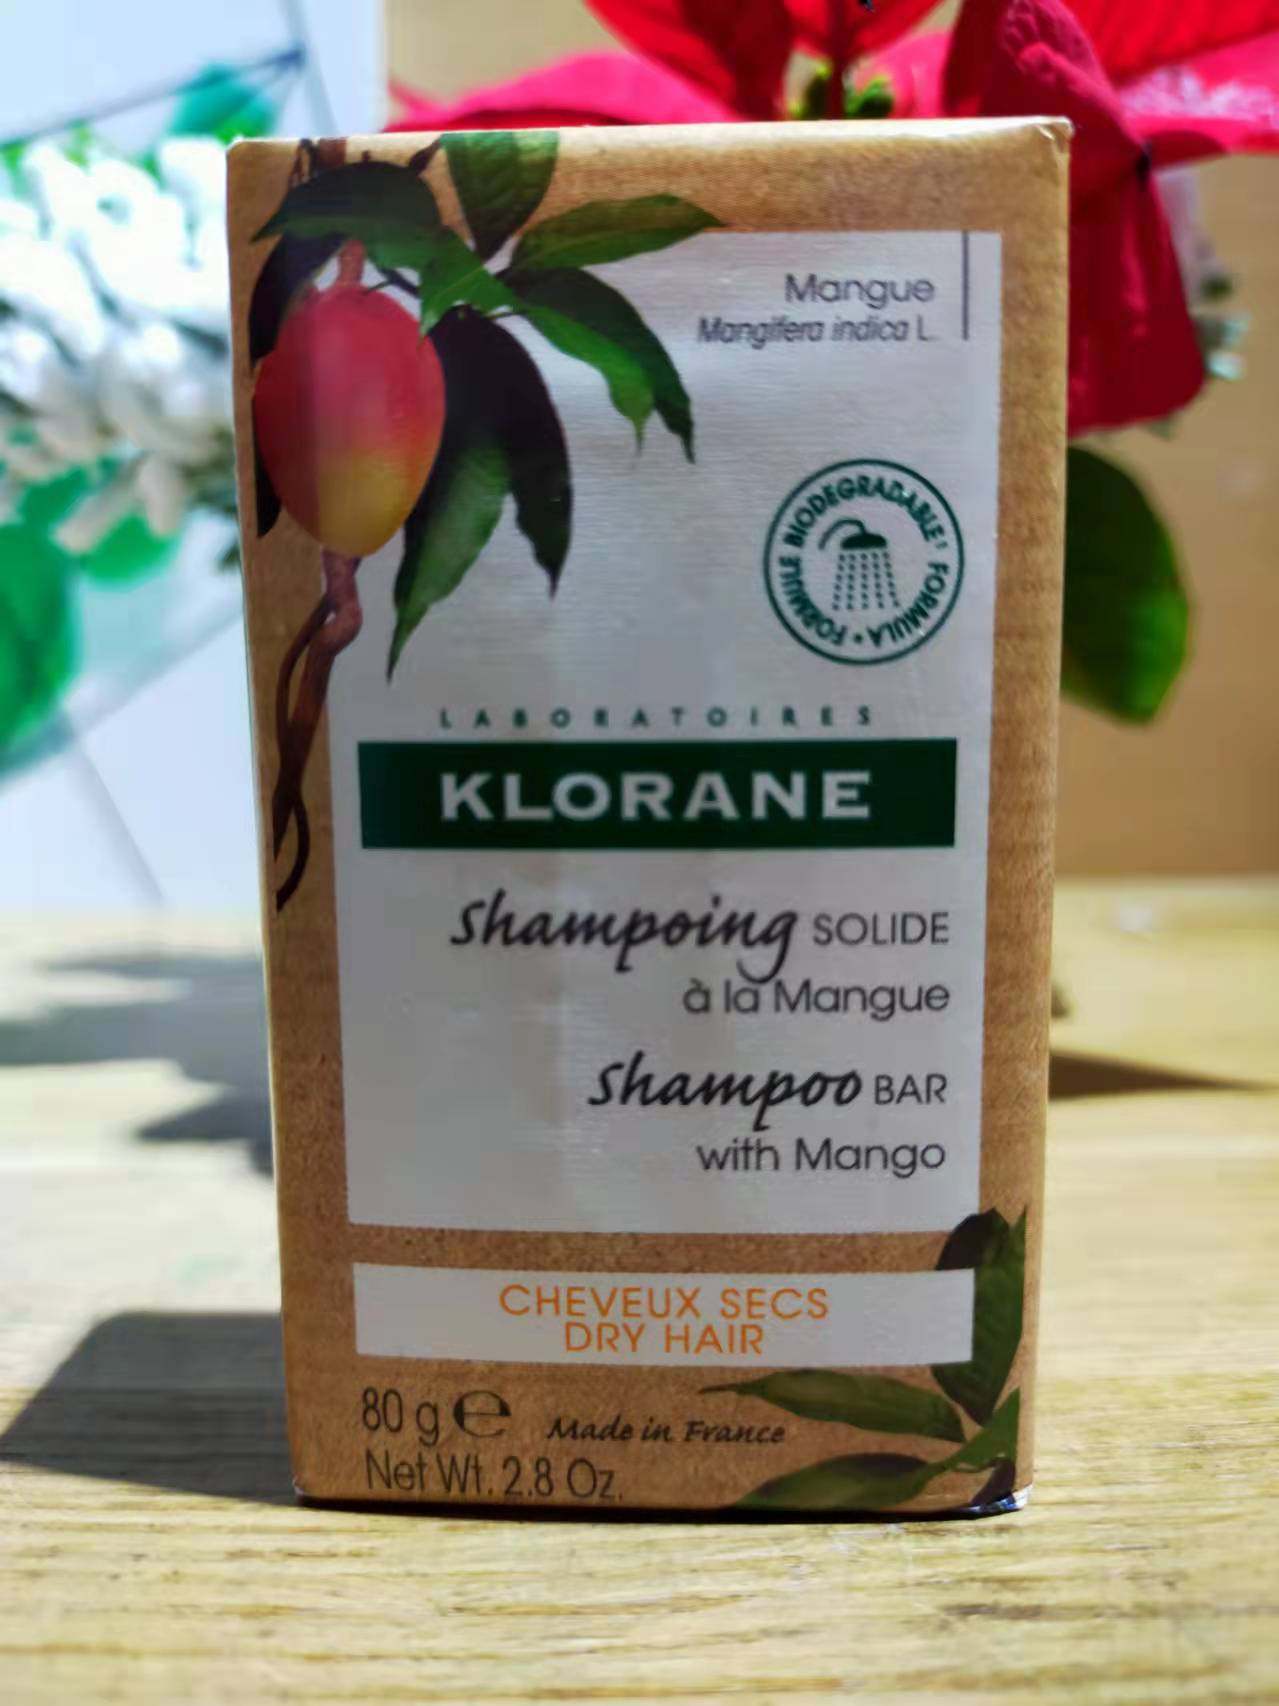 Mangue
Mangifera indica L.
FORMULE BIODEGRADABLE¹ FORMULA •
LABORATOIRES
KLORANE
Shampoing SOLIDE
à la Mangue
Shampoo BAR
with Mango
CHEVEUX SECS
DRY HAIR
80 g e Made in France
Net Wt. 2.8 Oz.